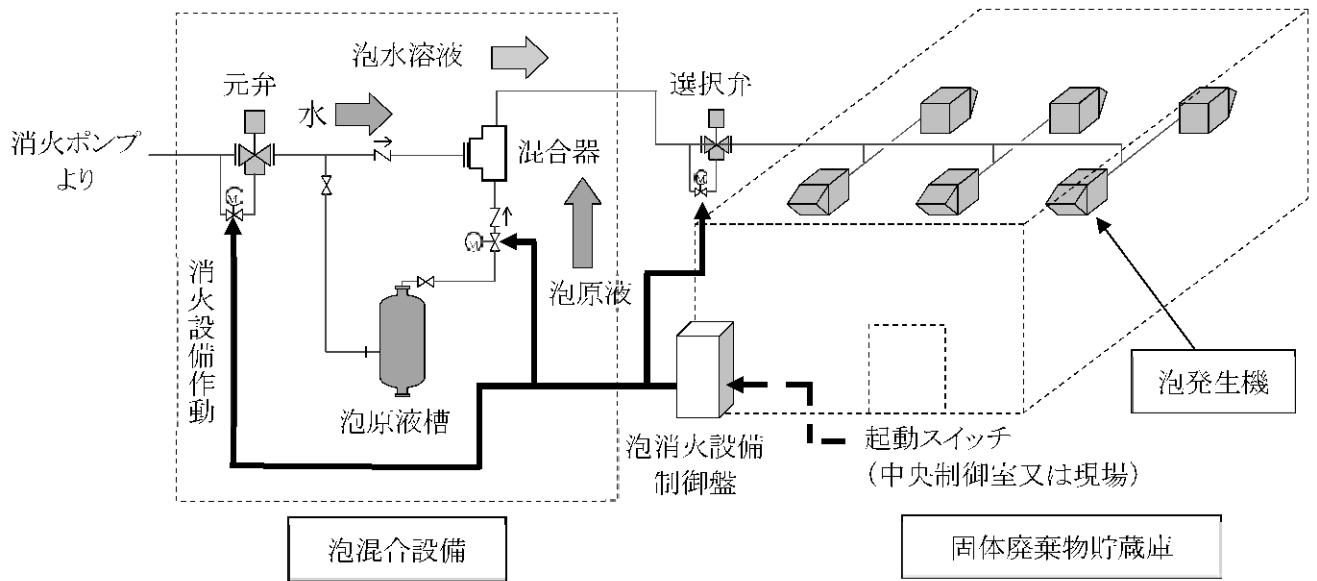 泡水溶液
元弁
水
選択弁
消火ポンプ
より
混合器
M
M
M
消火設備作動
泡原液
泡原液槽
泡発生機
泡消火設備
制御盤
起動スイッチ
（中央制御室又は現場）
泡混介設備
固体廃棄物貯蔵庫